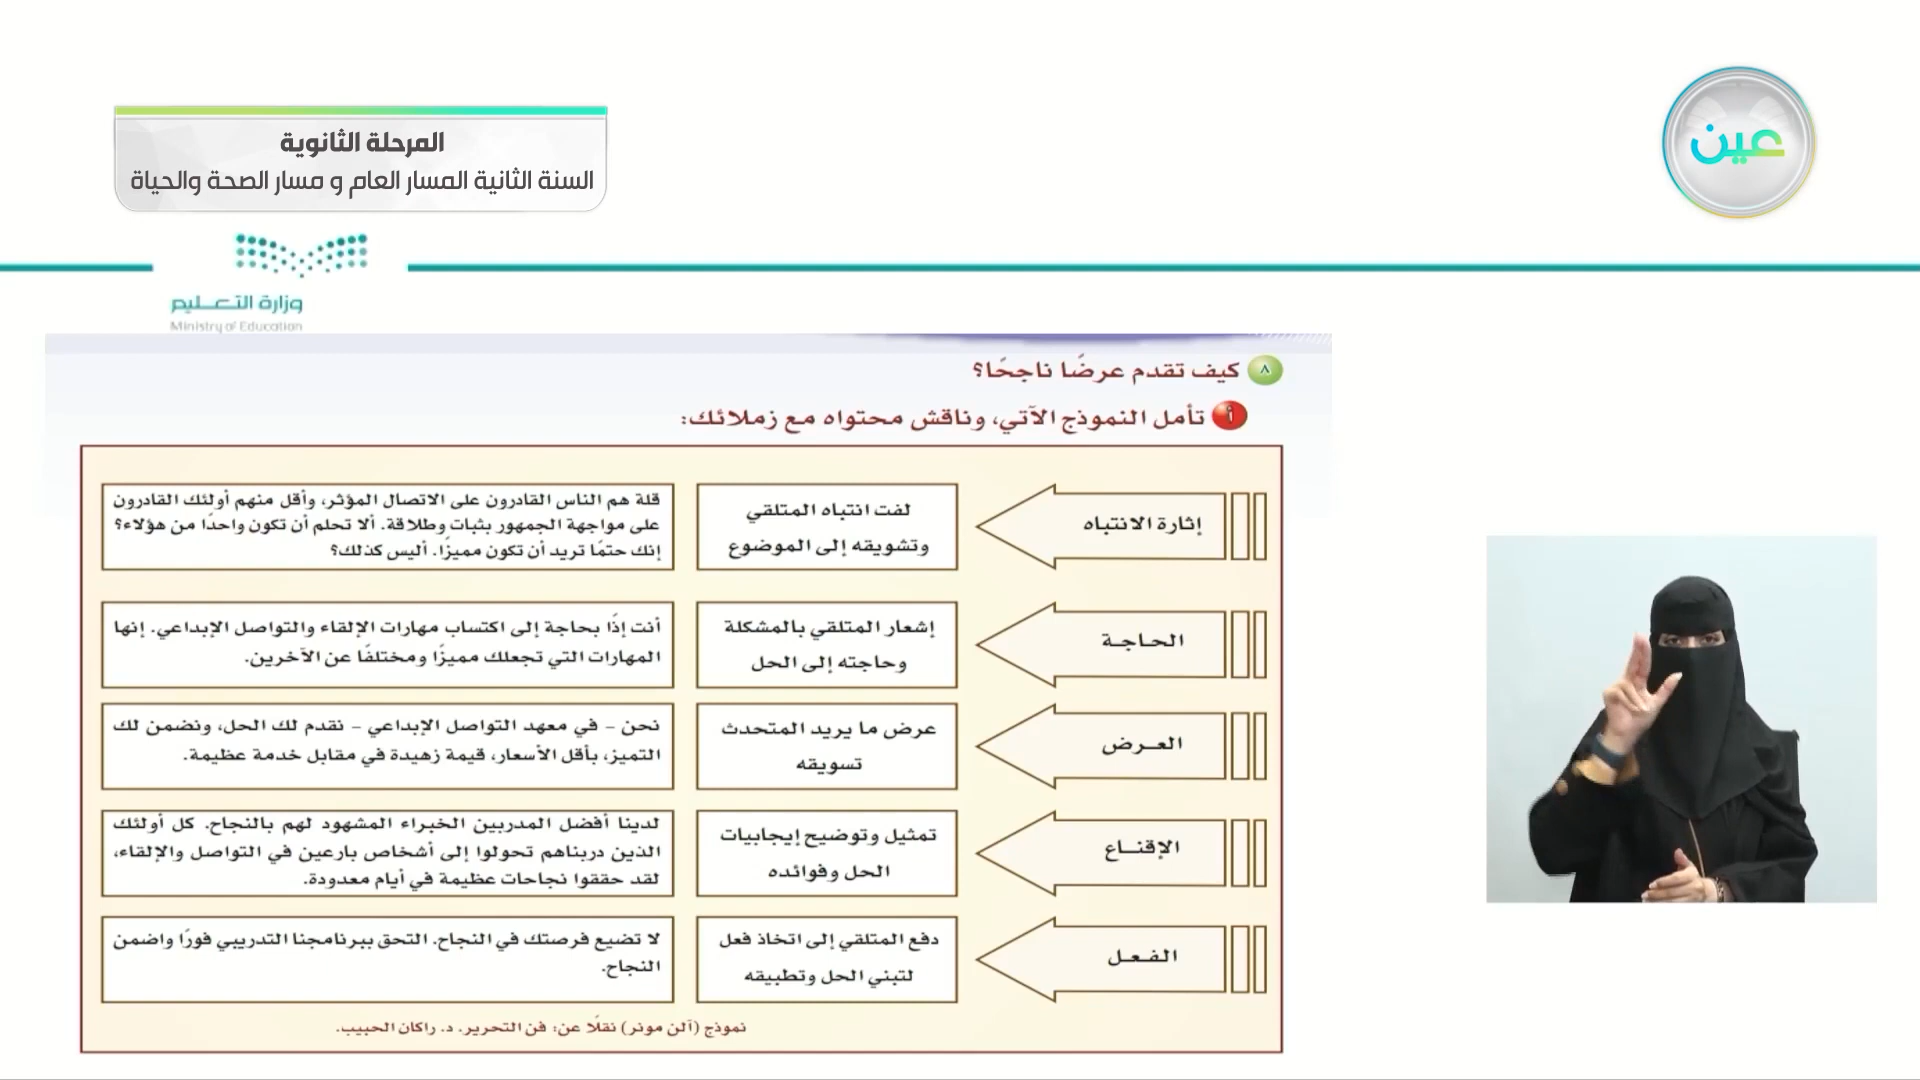 المرحلة الثانوية
السنة الثانية المسار العام و مسار الصحة والحياة
عين
وزارة التعـــليم
Ministry of Education
٨ كيف تقدم عرضًا ناجحًا؟
أ تأمل النموذج الآتي، وناقش محتواه مع زملائك:
إثارة الانتباه
لفت انتباه المتلقي
وتشويقه إلى الموضوع
قلة هم الناس القادرون على الاتصال المؤثر، وأقل منهم أولئك القادرون
على مواجهة الجمهور بثبات وطلاقة. ألا تحلم أن تكون واحدًا من هؤلاء؟
إنك حتمًا تريد أن تكون مميزًا. أليس كذلك؟
الحـاجـة
إشعار المتلقي بالمشكلة
وحاجته إلى الحل
أنت إذًا بحاجة إلى اكتساب مهارات الإلقاء والتواصل الإبداعي. إنها
المهارات التي تجعلك مميزًا ومختلفًا عن الآخرين.
العـرض
عرض ما يريد المتحدث
تسويقه
نحن – في معهد التواصل الإبداعي – نقدم لك الحل، ونضمن لك
التميز، بأقل الأسعار، قيمة زهيدة في مقابل خدمة عظيمة.
الإقنـاع
تمثيل وتوضيح إيجابيات
الحل وفوائده
لدينا أفضل المدربين الخبراء المشهود لهم بالنجاح. كل أولئك
الذين دربناهم تحولوا إلى أشخاص بارعين في التواصل والإلقاء،
لقد حققوا نجاحات عظيمة في أيام معدودة.
الفـعـل
دفع المتلقي إلى اتخاذ فعل
لتبني الحل وتطبيقه
لا تضيع فرصتك في النجاح. التحق ببرنامجنا التدريبي فورًا واضمن
النجاح.
نموذج (آلن مونر) نقلًا عن: فن التحرير. د. راكان الحبيب.